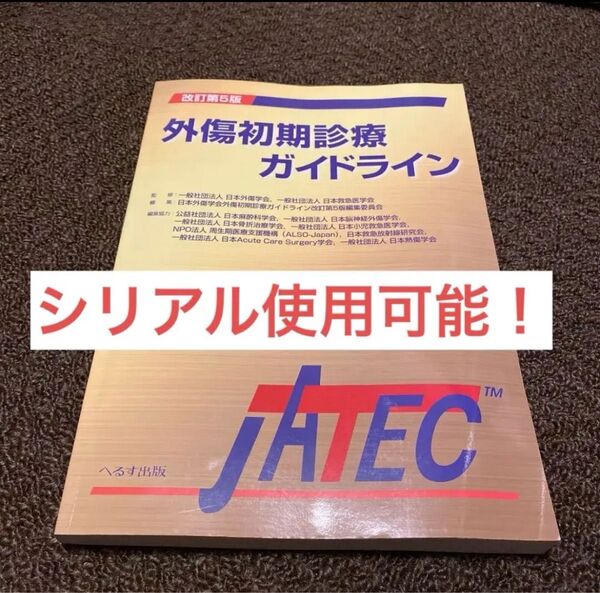 改訂第5版
外傷初期診療
ガイドライン
監 修:一般社団法人 日本外傷学会、一般社団法人 日本救急医学会
編 集:日本外傷学会外傷初期診療ガイドライン改訂第5版編集委員会
編集協力:公益社団法人 日本麻酔科学会、一般社団法人 日本脳神経外傷学会、
一般社団法人 日本骨折治療学会、一般社団法人 日本小児救急医学会、
NPO法人 周生期医療支援機構(ALSO-Japan)、日本救急放射線研究会、
一般社団法人 日本Acute Care Surgery学会、一般社団法人 日本熱傷学会
シリアル使用可能!
JATEC™
へるす出版